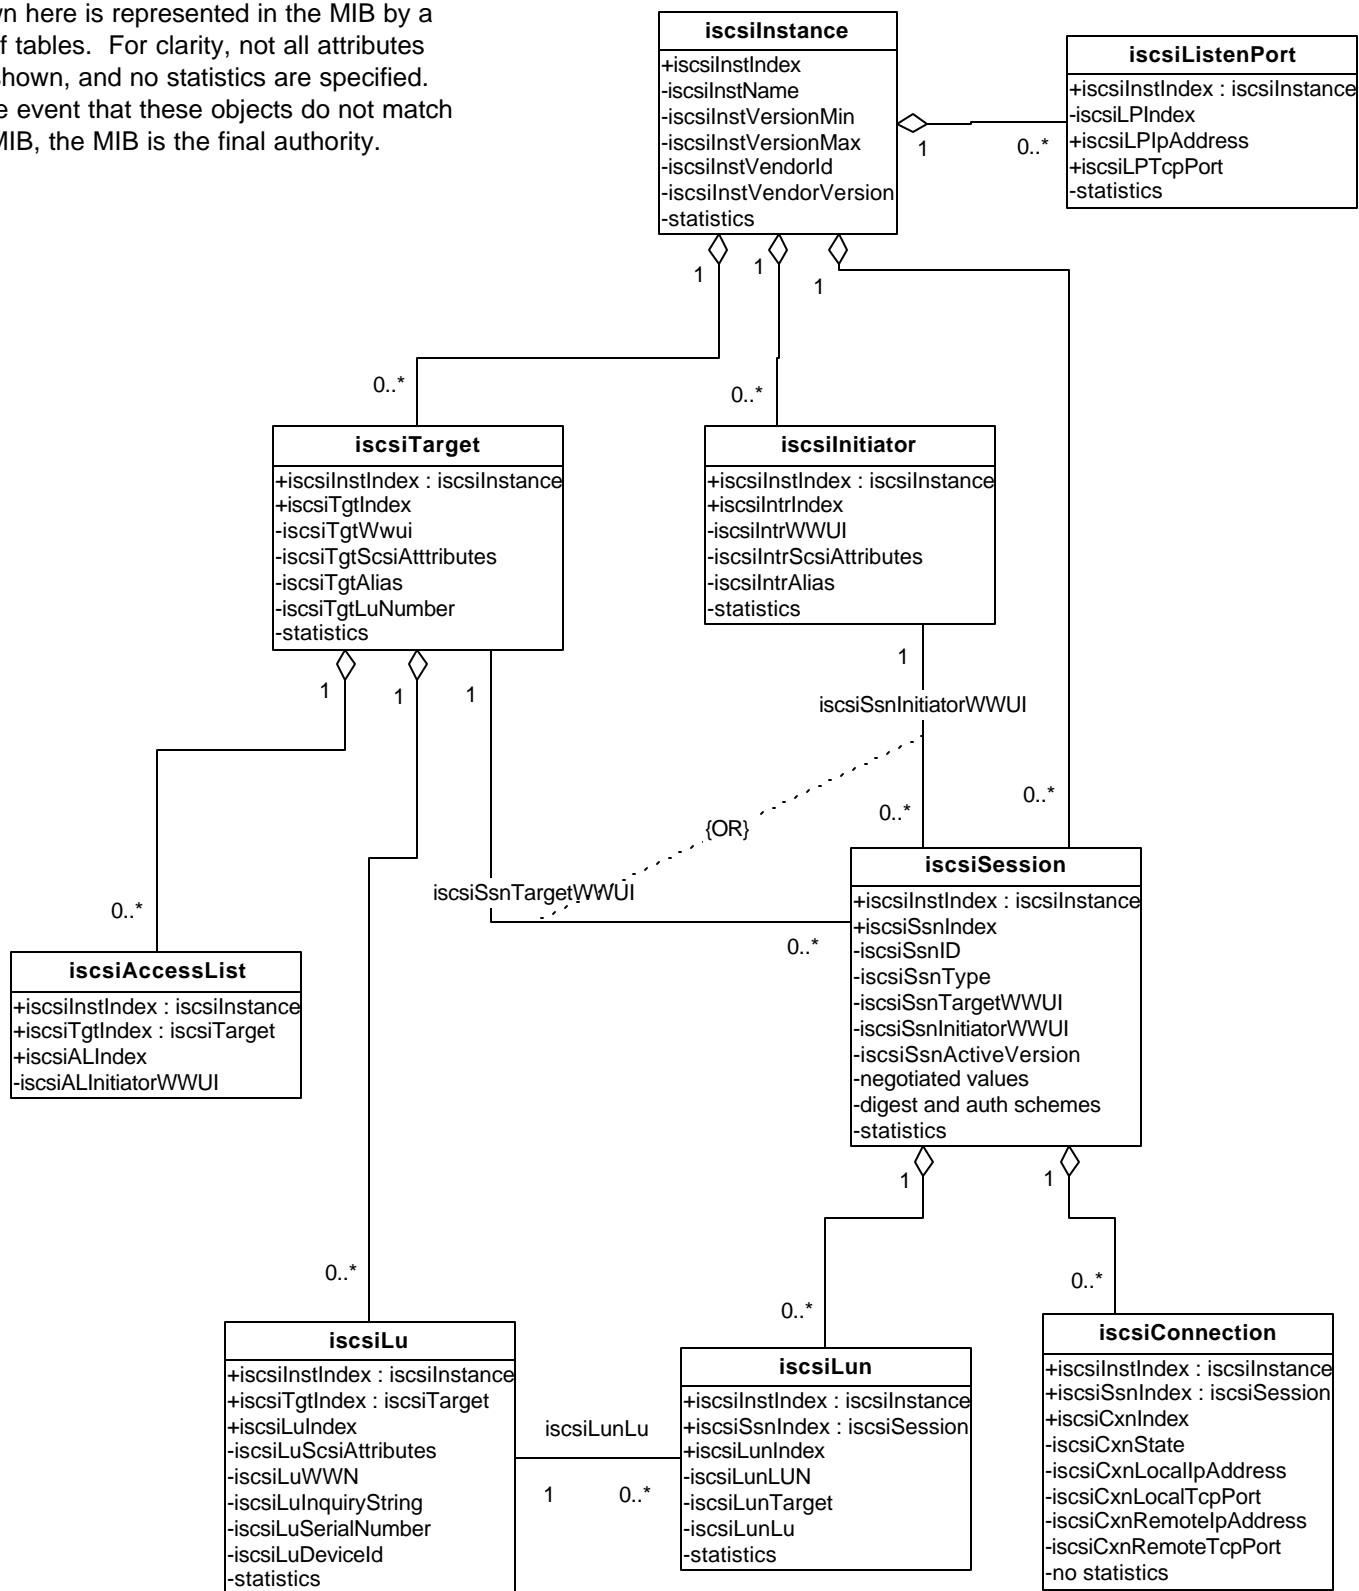 wn here is represented in the MIB by a
f tables. For clarity, not all attributes
shown, and no statistics are specified.
e event that these objects do not match
MIB, the MIB is the final authority.
iscsiInstance
+iscsiInstIndex
-iscsiInstName
-iscsiInstVersionMin
-iscsiInstVersionMax
-iscsiInstVendorId
-iscsiInstVendorVersion
-statistics
1
0..*
iscsiListenPort
+iscsiInstIndex : iscsiInstance
-iscsiLPIndex
+iscsiLPIpAddress
+iscsiLPTcpPort
-statistics
1
1
1
0..*
0..*
iscsiTarget
+iscsiInstIndex : iscsiInstance
+iscsiTgtIndex
-iscsiTgtWwui
-iscsiTgtScsiAtttributes
-iscsiTgtAlias
-iscsiTgtLuNumber
-statistics
iscsiInitiator
+iscsiInstIndex : iscsiInstance
+iscsiIntrIndex
-iscsiIntrWWUI
-iscsiIntrScsiAttributes
-iscsiIntrAlias
-statistics
1
1
1
1
iscsiSsnInitiatorWWUI
0..*
0..*
{OR}
iscsiSsnTargetWWUI
0..*
0..*
iscsiSession
+iscsiInstIndex : iscsiInstance
+iscsiSsnIndex
-iscsiSsnID
-iscsiSsnType
-iscsiSsnTargetWWUI
-iscsiSsnInitiatorWWUI
-iscsiSsnActiveVersion
-negotiated values
-digest and auth schemes
-statistics
iscsiAccessList
+iscsiInstIndex : iscsiInstance
+iscsiTgtIndex : iscsiTarget
+iscsiALIndex
-iscsiALInitiatorWWUI
1
1
0..*
0..*
0..*
iscsiLu
+iscsiInstIndex : iscsiInstance
+iscsiTgtIndex : iscsiTarget
+iscsiLuIndex
-iscsiLuScsiAttributes
-iscsiLuWWN
-iscsiLuInquiryString
-iscsiLuSerialNumber
-iscsiLuDeviceId
-statistics
iscsiLunLu
1
0..*
iscsiLun
+iscsiInstIndex : iscsiInstance
+iscsiSsnIndex : iscsiSession
+iscsiLunIndex
-iscsiLunLUN
-iscsiLunTarget
-iscsiLunLu
-statistics
iscsiConnection
+iscsiInstIndex : iscsiInstance
+iscsiSsnIndex : iscsiSession
+iscsiCxnIndex
-iscsiCxnState
-iscsiCxnLocalIpAddress
-iscsiCxnLocalTcpPort
-iscsiCxnRemoteIpAddress
-iscsiCxnRemoteTcpPort
-no statistics